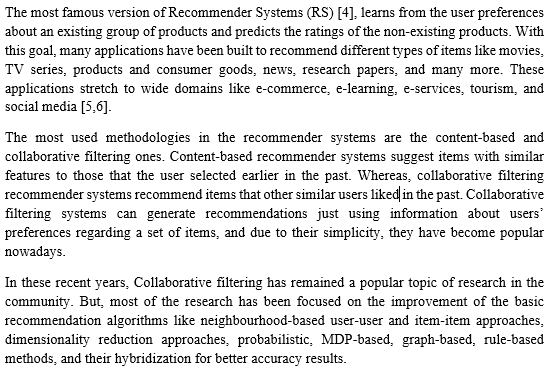 The most famous version of Recommender Systems (RS) [4], learns from the user preferences
about an existing group of products and predicts the ratings of the non-existing products. With
this goal, many applications have been built to recommend different types of items like movies,
TV series, products and consumer goods, news, research papers, and many more. These
applications stretch to wide domains like e-commerce, e-learning, e-services, tourism, and
social media [5,6].
The most used methodologies in the recommender systems are the content-based and
collaborative filtering ones. Content-based recommender systems suggest items with similar
features to those that the user selected earlier in the past. Whereas, collaborative filtering
recommender systems recommend items that other similar users liked in the past. Collaborative
filtering systems can generate recommendations just using information about users’
preferences regarding a set of items, and due to their simplicity, they have become popular
nowadays.
In these recent years, Collaborative filtering has remained a popular topic of research in the
community. But, most of the research has been focused on the improvement of the basic
recommendation algorithms like neighbourhood-based user-user and item-item approaches,
dimensionality reduction approaches, probabilistic, MDP-based, graph-based, rule-based
methods, and their hybridization for better accuracy results.